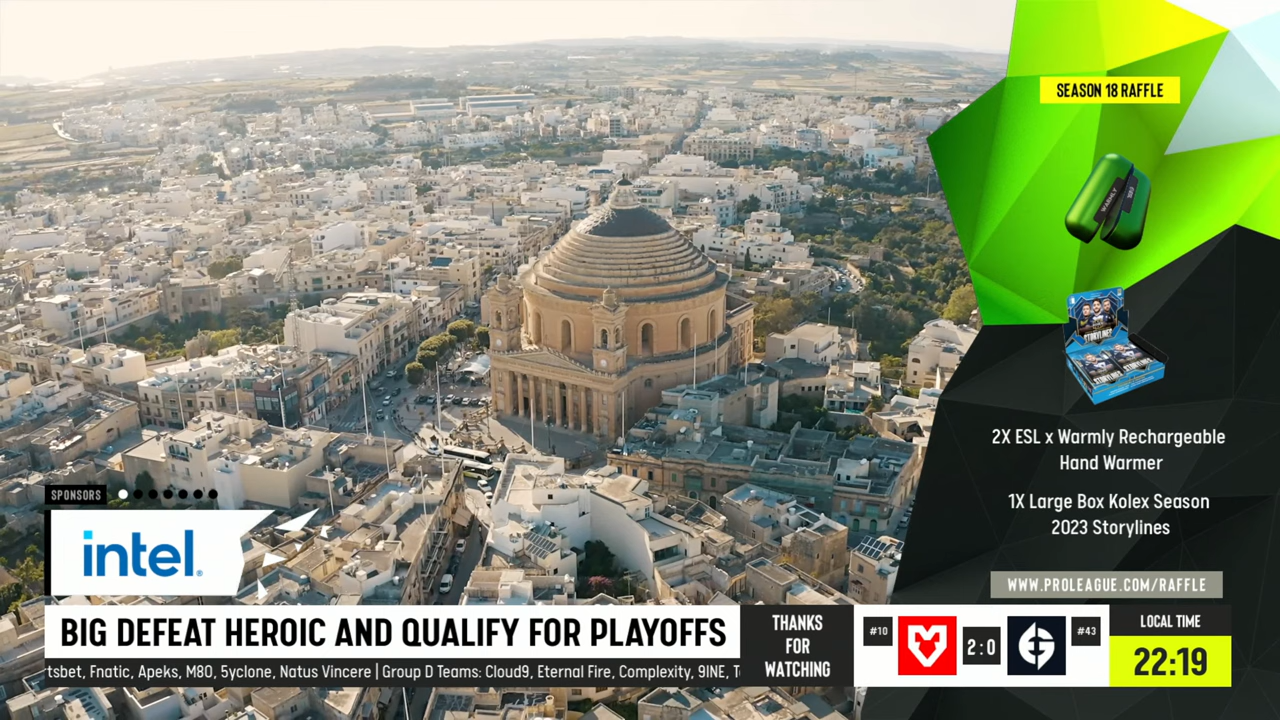 SEASON 18 RAFFLE
STORYLINES
2X ESL x Warmly Rechargeable
Hand Warmer
1X Large Box Kolex Season
2023 Storylines
WWW.PROLEAGUE.COM/RAFFLE
SPONSORS
intel.
BIG DEFEAT HEROIC AND QUALIFY FOR PLAYOFFS
tsbet, Fnatic, Apeks, M80, 5yclone, Natus Vincere | Group D Teams: Cloud9, Eternal Fire, Complexity, 9INE, T
THANKS
FOR
WATCHING
#10
2:0
#43
LOCAL TIME
22:19